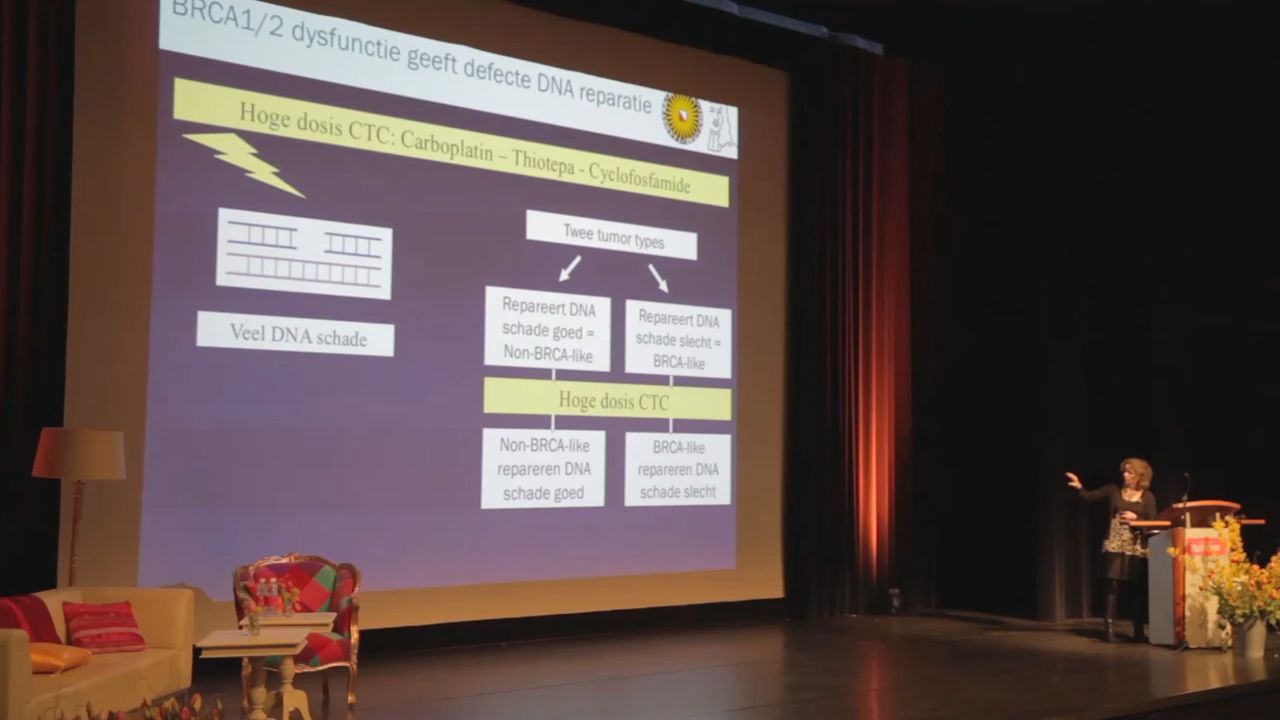 BRCA1/2 dysfunctie geeft defecte DNA reparatie
Hoge dosis CTC: Carboplatin – Thiotepa - Cyclofosfamide
Twee tumor types
Veel DNA schade
Repareert DNA
schade goed =
Non-BRCA-like
Repareert DNA
schade slecht =
BRCA-like
Hoge dosis CTC
Non-BRCA-like
repareren DNA
schade goed
BRCA-like
repareren DNA
schade slecht